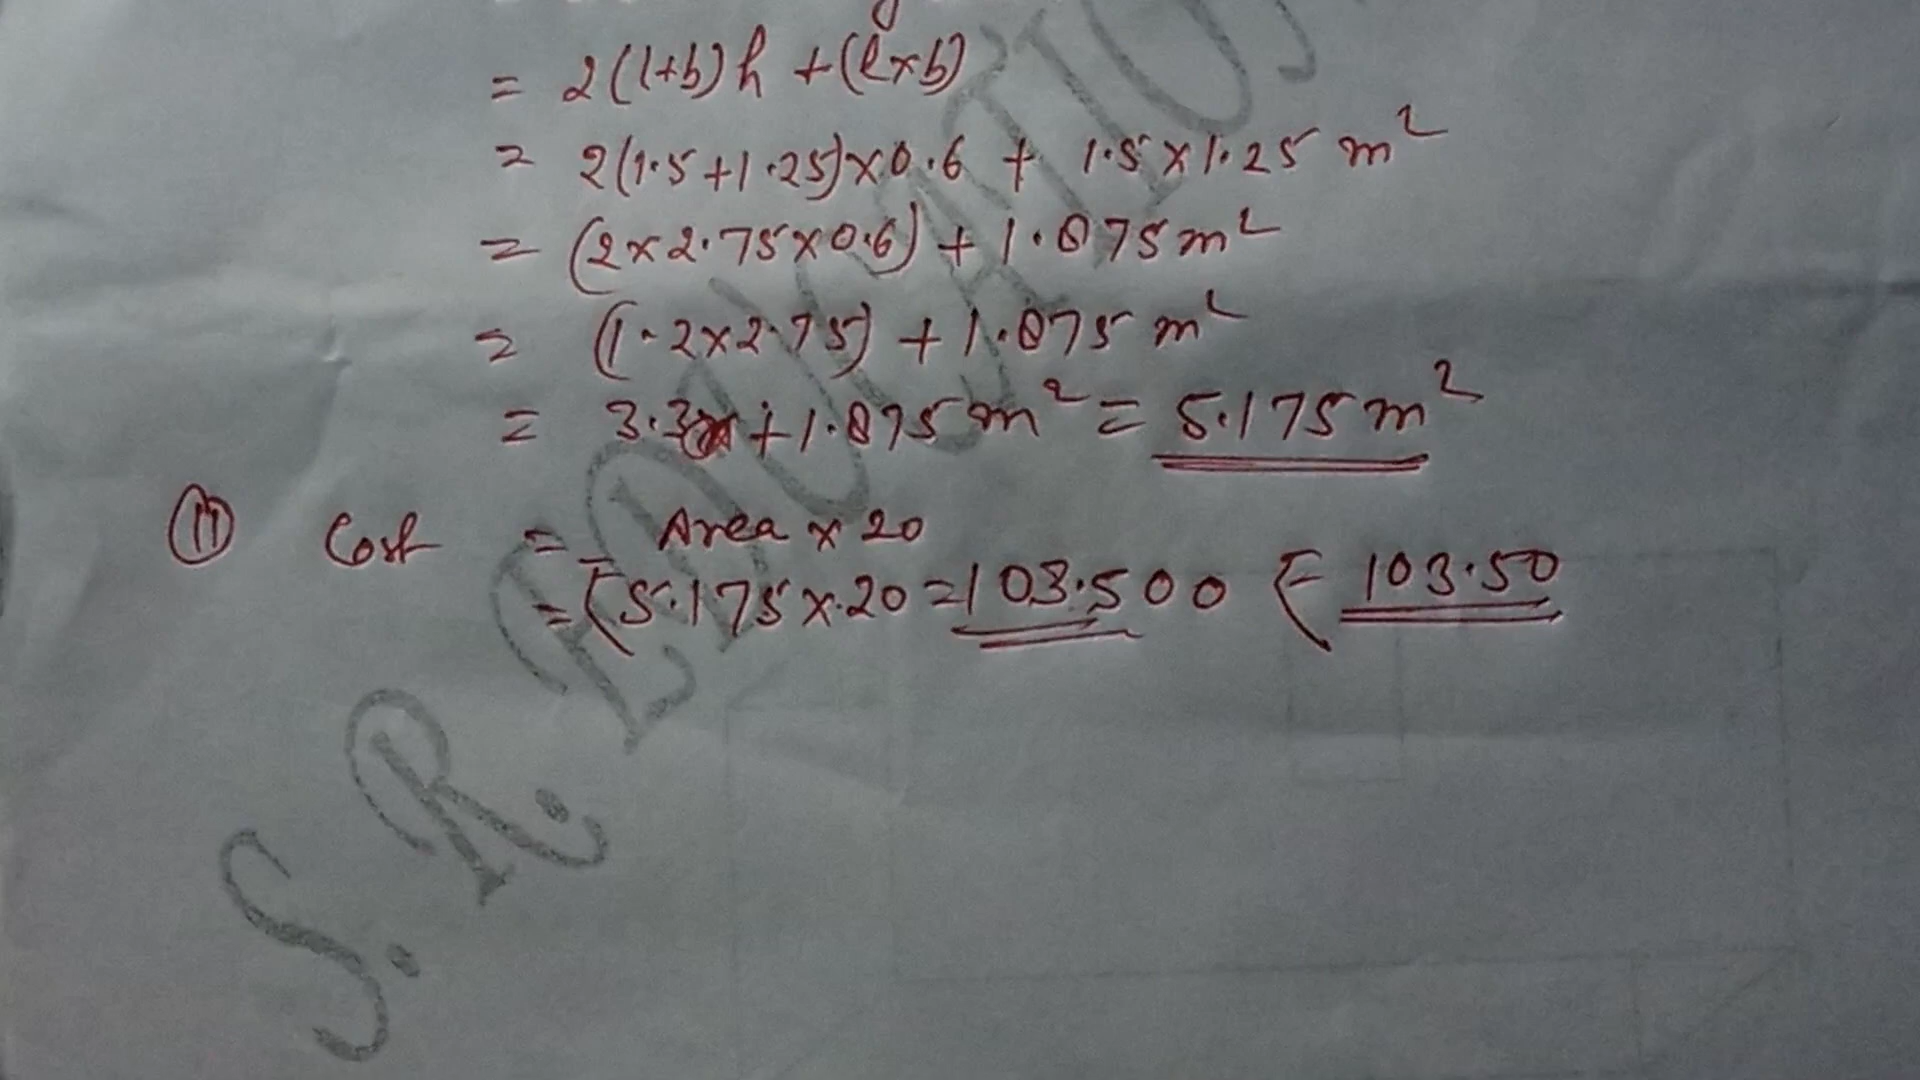 = 2(l+b)h + (l×b)
= 2(1.5+1.25)×0.6 + 1.5×1.25 m²
= (2×2.75×0.6) + 1.875 m²
= (1.2×2.75) + 1.875 m²
= 3.3 + 1.875 m² = 5.175 m²
(ii) Cost = Area × 20
= ₹ 5.175×20 = 103.500 ₹ 103.50
S.R. EDUCATION